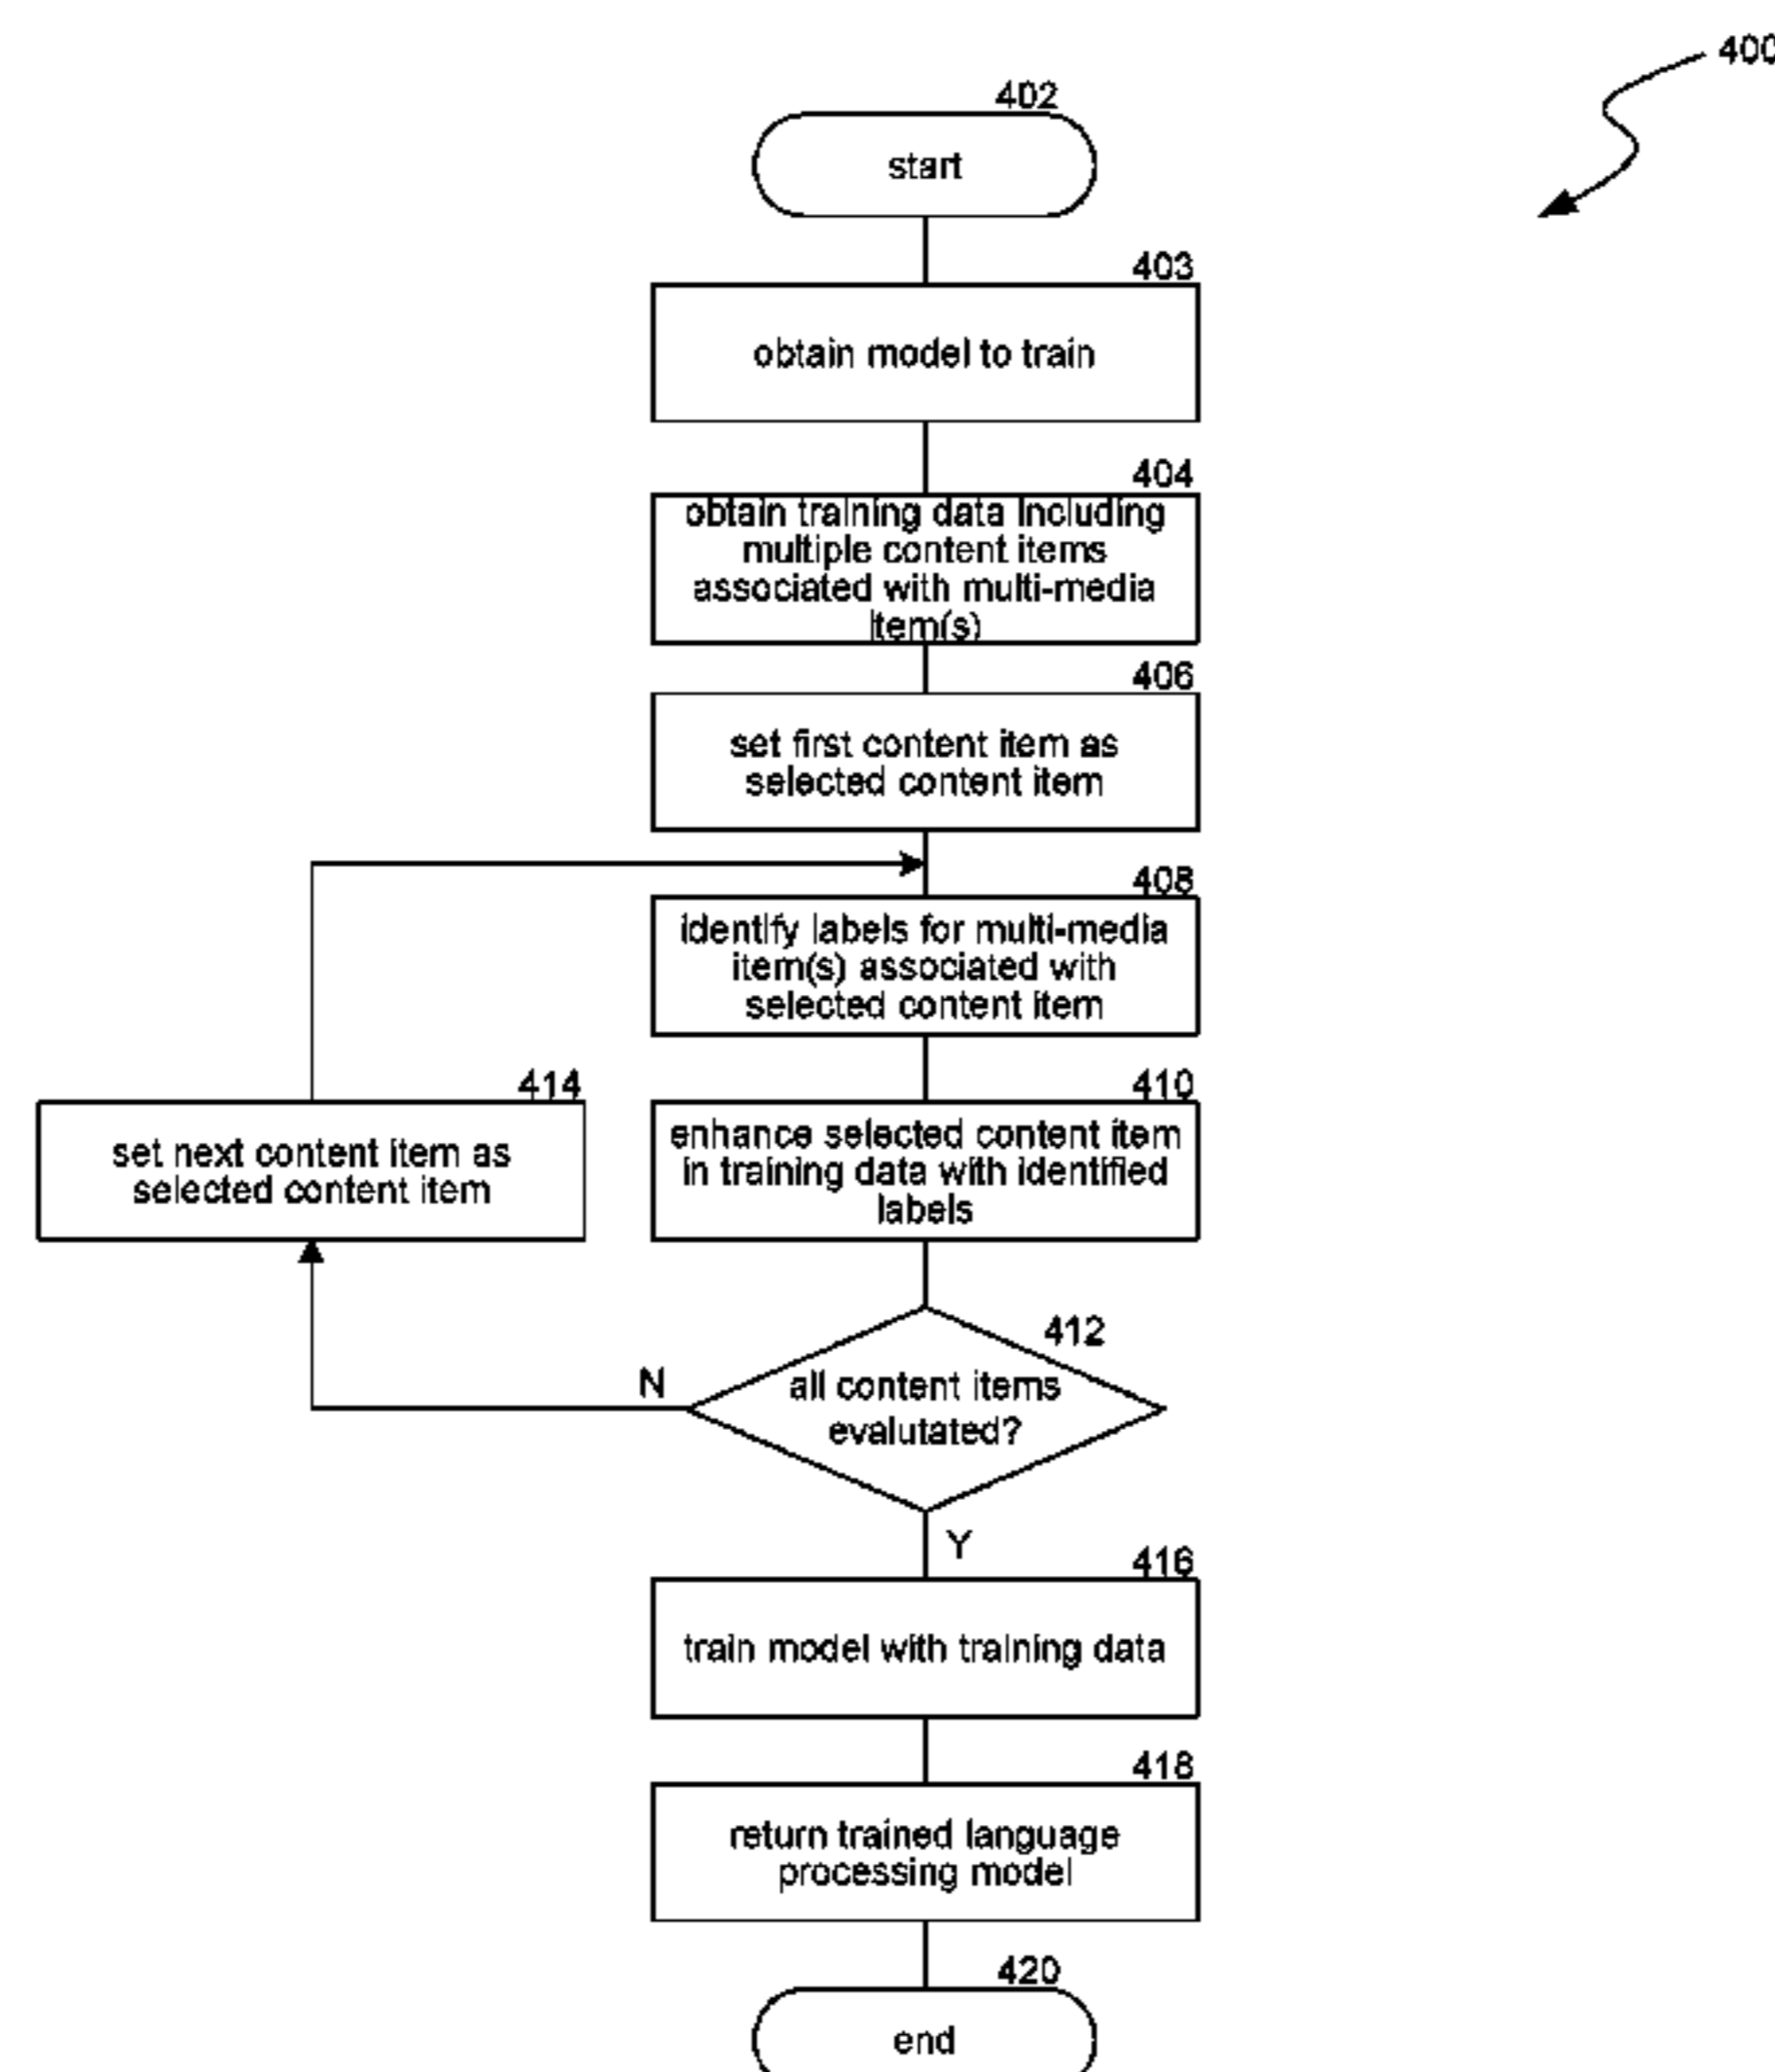 400
402
start
403
obtain model to train
404
obtain training data including
multiple content items
associated with multi-media
item(s)
406
set first content item as
selected content item
408
identify labels for multi-media
item(s) associated with
selected content item
414
set next content item as
selected content item
410
enhance selected content item
in training data with identified
labels
412
N
all content items
evalutated?
Y
416
train model with training data
418
return trained language
processing model
420
end